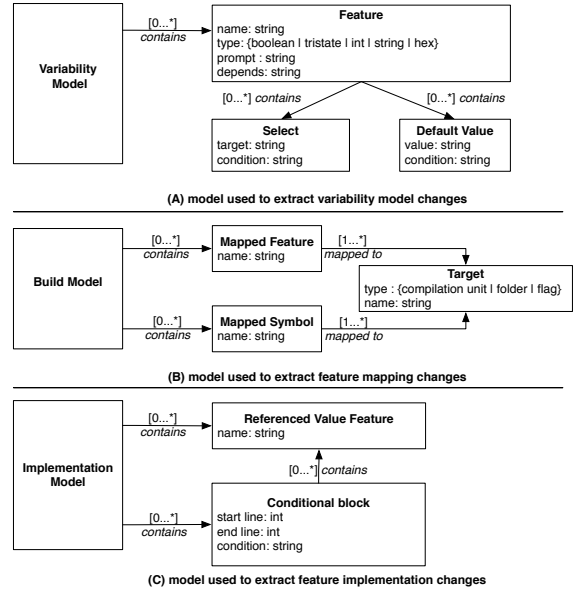 Variability
Model
[0...*]
contains
Feature
name: string
type: {boolean | tristate | int | string | hex}
prompt : string
depends: string
[0...*] contains
[0...*] contains
Select
target: string
condition: string
Default Value
value: string
condition: string
(A) model used to extract variability model changes
Build Model
[0...*]
contains
Mapped Feature
name: string
[1...*]
mapped to
Target
type : {compilation unit | folder | flag}
name: string
[0...*]
contains
Mapped Symbol
name: string
[1...*]
mapped to
(B) model used to extract feature mapping changes
Implementation
Model
[0...*]
contains
Referenced Value Feature
name: string
[0...*] contains
[0...*]
contains
Conditional block
start line: int
end line: int
condition: string
(C) model used to extract feature implementation changes